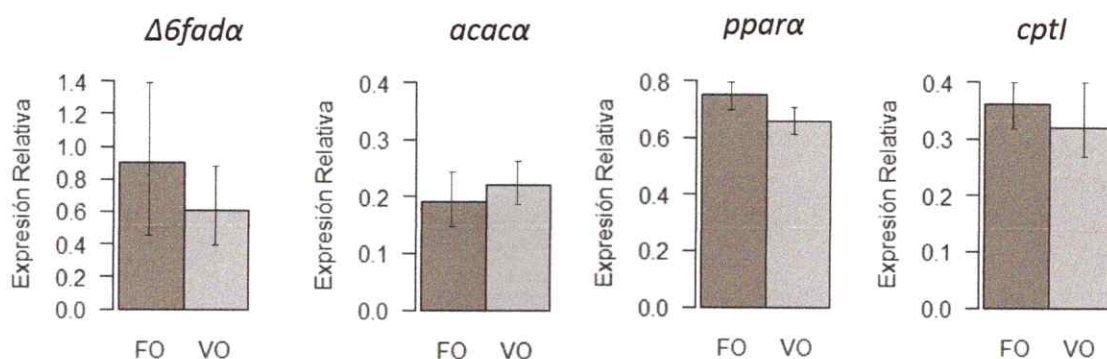 Δ6fadα
acacα
pparα
cptI
Expresión Relativa
1.4
1.2
1.0
0.8
0.6
0.4
0.2
0.0
FO VO
Expresión Relativa
0.4
0.3
0.2
0.1
0.0
FO VO
Expresión Relativa
0.8
0.6
0.4
0.2
0.0
FO VO
Expresión Relativa
0.4
0.3
0.2
0.1
0.0
FO VO